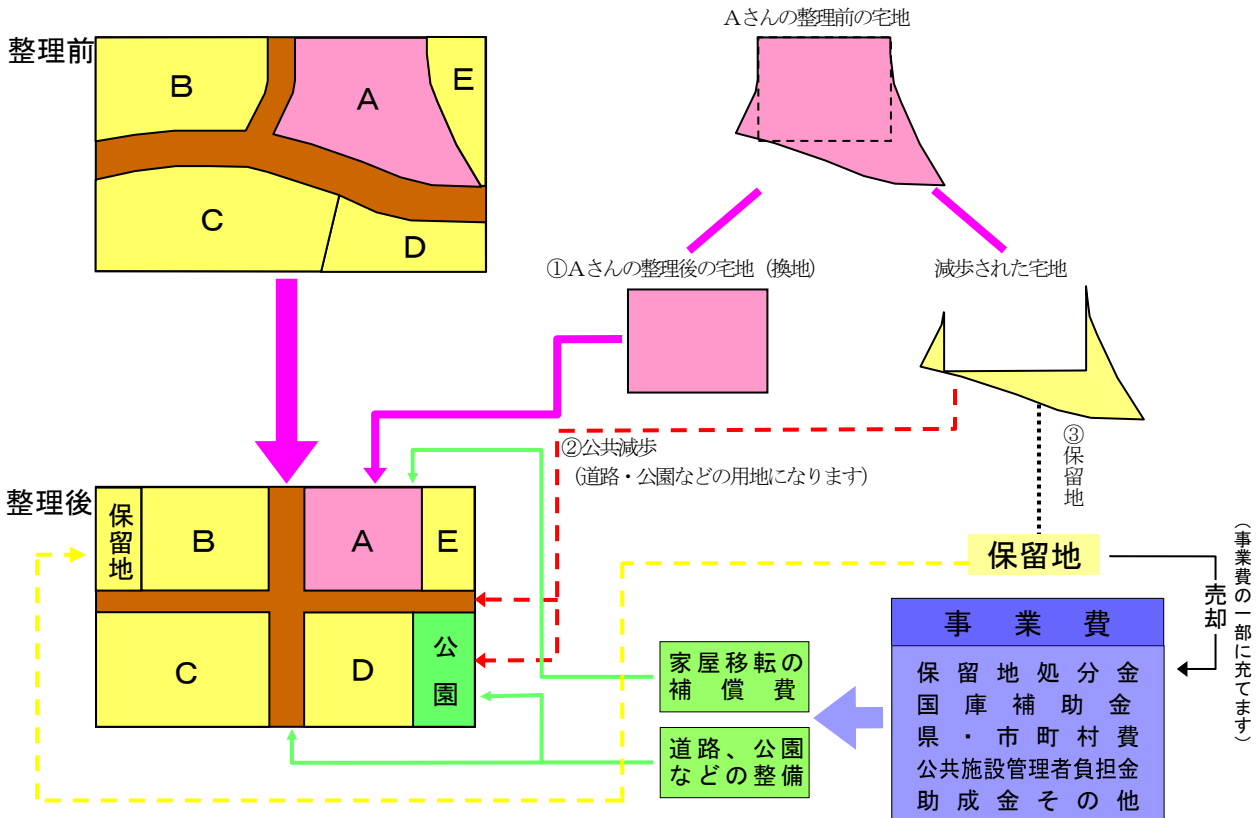 整理前
B
A
E
C
D
Aさんの整理前の宅地
①Aさんの整理後の宅地（換地）
減歩された宅地
②公共減歩
（道路・公園などの用地になります）
③保留地
整理後
保留地
B
A
E
C
D
公園
保留地
売却
（事業費の一部に充てます）
家屋移転の
補償費
道路、公園
などの整備
事業費
保留地処分金
国庫補助金
県・市町村費
公共施設管理者負担金
助成金その他